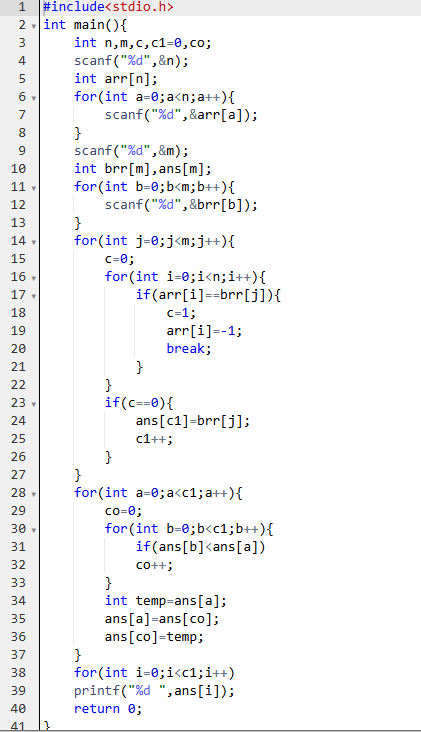 1 #include<stdio.h>
2 int main(){
3 int n,m,c,c1=0,co;
4 scanf("%d",&n);
5 int arr[n];
6 for(int a=0;a<n;a++){
7 scanf("%d",&arr[a]);
8 }
9 scanf("%d",&m);
10 int brr[m],ans[m];
11 for(int b=0;b<m;b++){
12 scanf("%d",&brr[b]);
13 }
14 for(int j=0;j<m;j++){
15 c=0;
16 for(int i=0;i<n;i++){
17 if(arr[i]==brr[j]){
18 c=1;
19 arr[i]=-1;
20 break;
21 }
22 }
23 if(c==0){
24 ans[c1]=brr[j];
25 c1++;
26 }
27 }
28 for(int a=0;a<c1;a++){
29 co=0;
30 for(int b=0;b<c1;b++){
31 if(ans[b]<ans[a])
32 co++;
33 }
34 int temp=ans[a];
35 ans[a]=ans[co];
36 ans[co]=temp;
37 }
38 for(int i=0;i<c1;i++)
39 printf("%d ",ans[i]);
40 return 0;
41 }